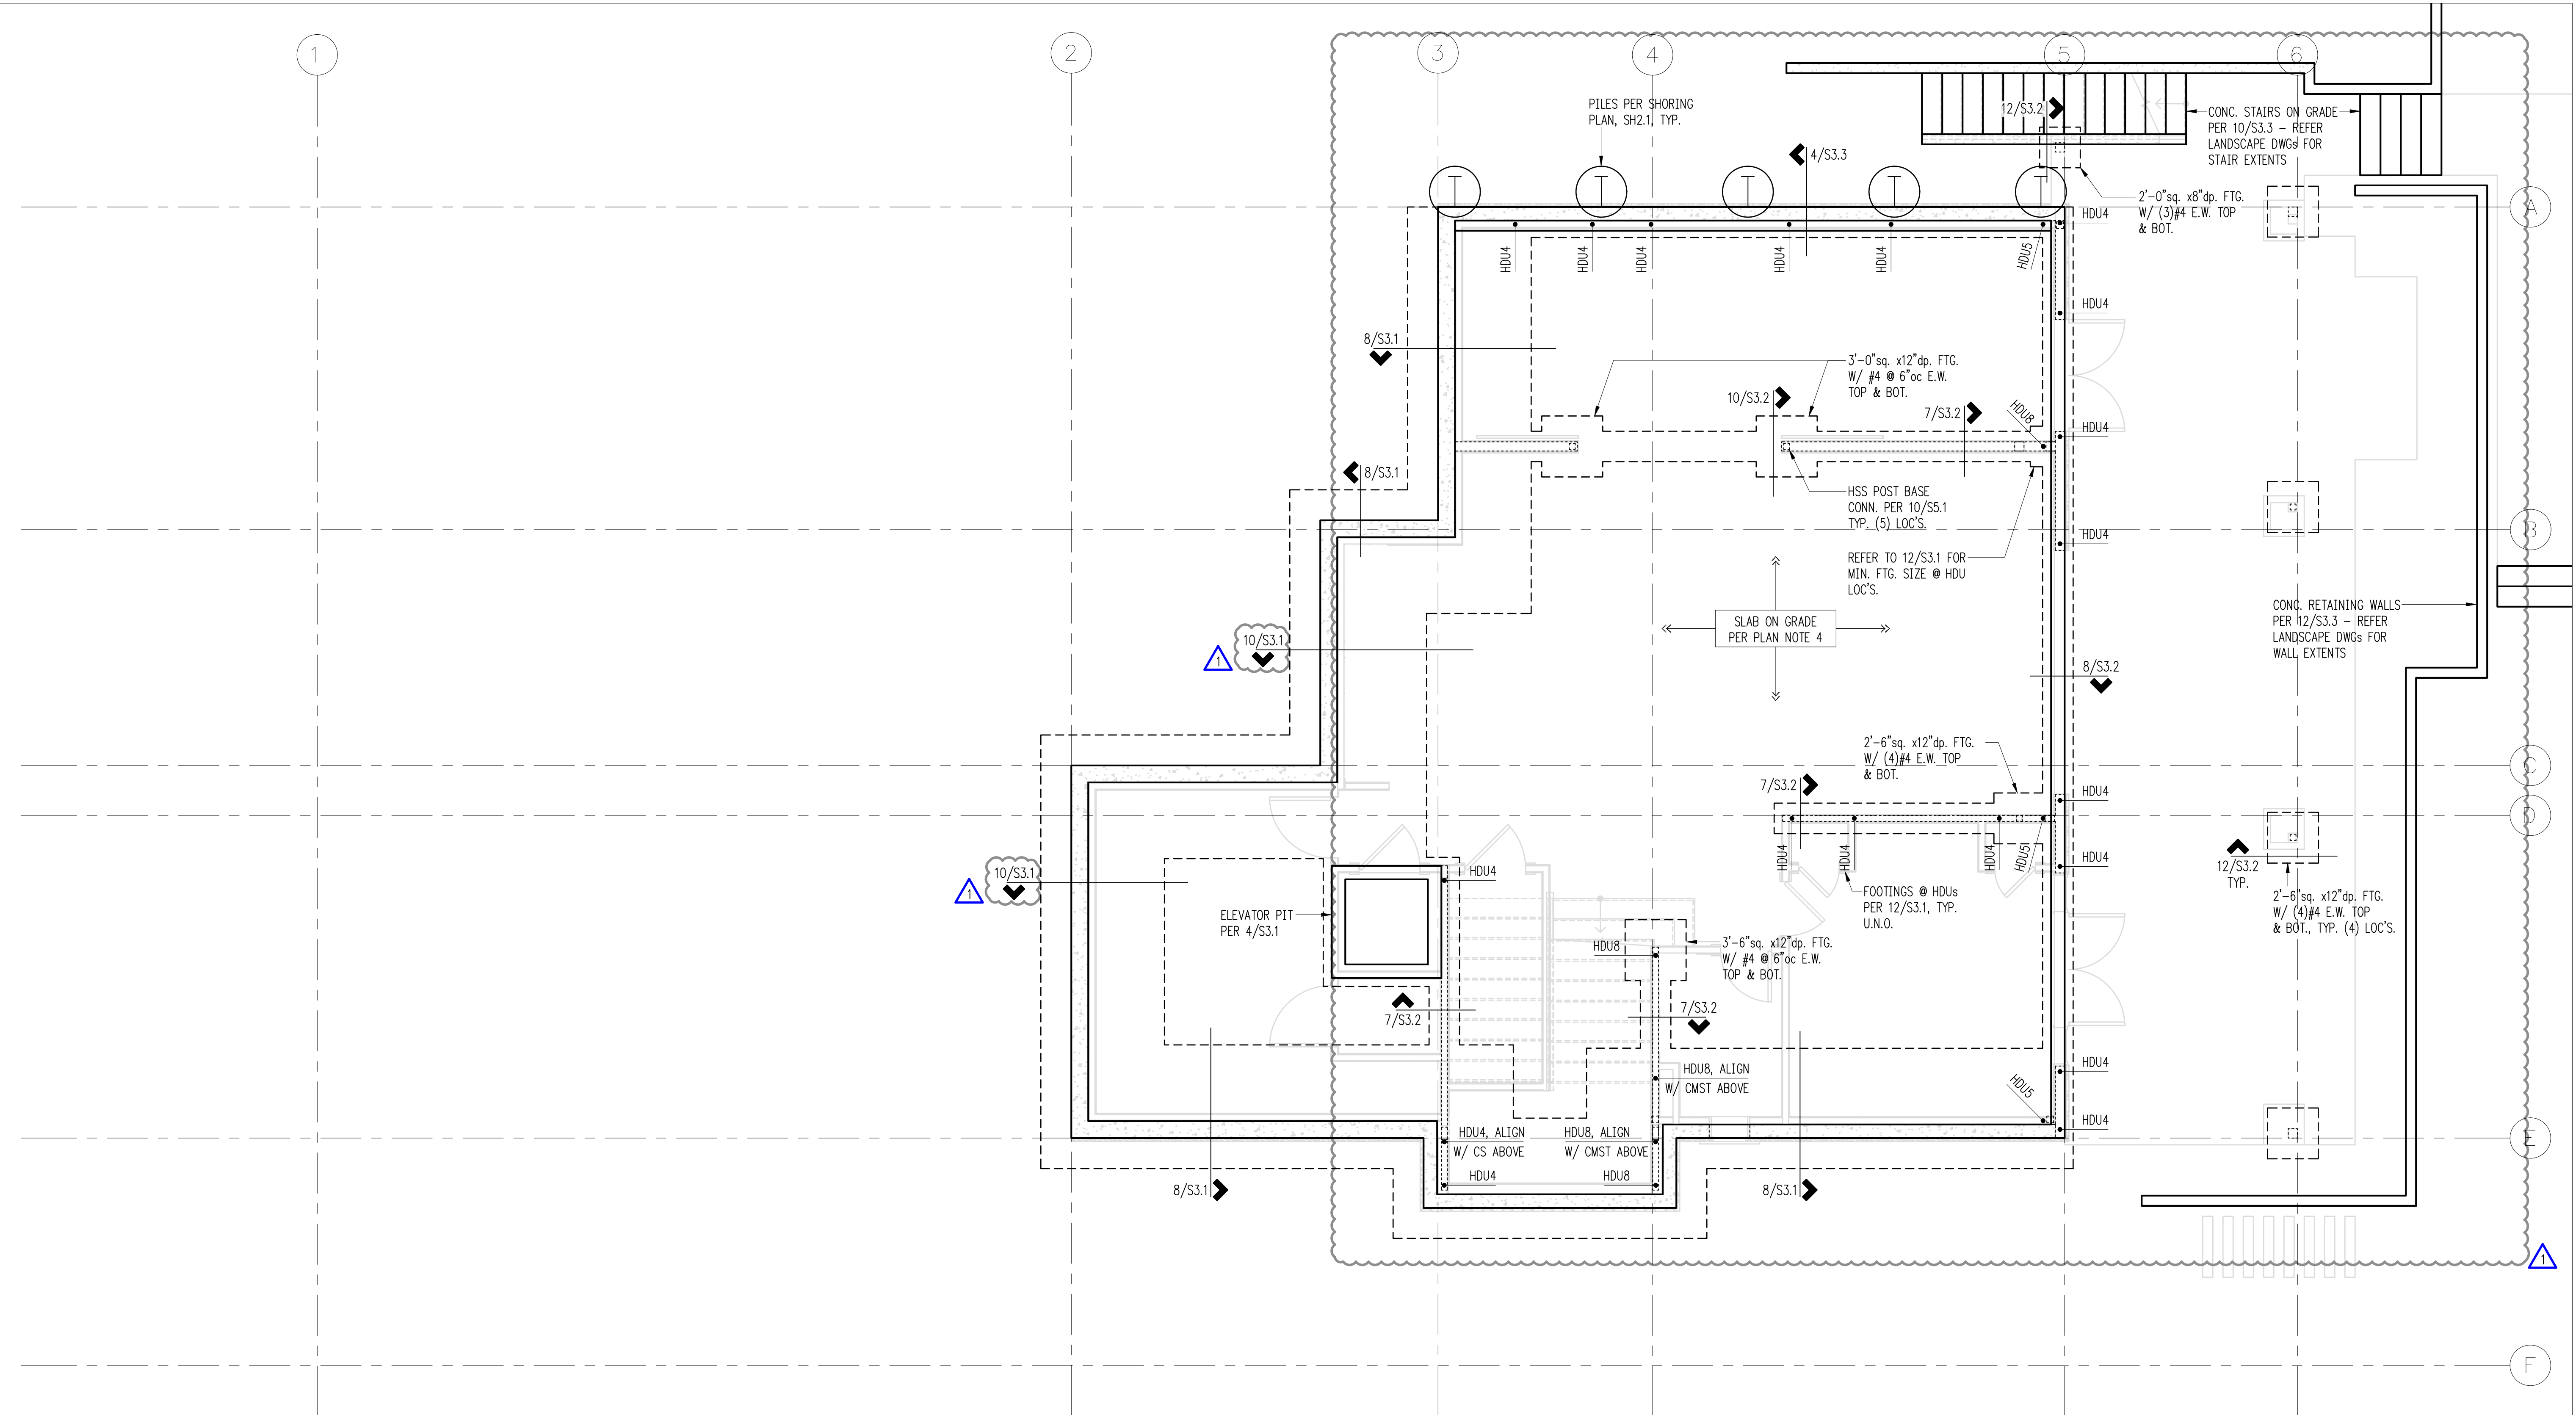 1
2
3
4
5
6
PILES PER SHORING
PLAN, SH2.1, TYP.
12/S3.2
CONC. STAIRS ON GRADE
PER 10/S3.3 – REFER
LANDSCAPE DWGs FOR
STAIR EXTENTS
4/S3.3
2'–0"sq. x8"dp. FTG.
W/ (3)#4 E.W. TOP
& BOT.
A
HDU4
HDU4
HDU4
HDU4
HDU4
HDU4
HDU5
HDU4
8/S3.1
3'–0"sq. x12"dp. FTG.
W/ #4 @ 6"oc E.W.
TOP & BOT.
10/S3.2
7/S3.2
HDU8
HDU4
8/S3.1
HSS POST BASE
CONN. PER 10/S5.1
TYP. (5) LOC'S.
B
HDU4
REFER TO 12/S3.1 FOR
MIN. FTG. SIZE @ HDU
LOC'S.
SLAB ON GRADE
PER PLAN NOTE 4
CONC. RETAINING WALLS
PER 12/S3.3 – REFER
LANDSCAPE DWGs FOR
WALL EXTENTS
10/S3.1
1
8/S3.2
2'–6"sq. x12"dp. FTG.
W/ (4)#4 E.W. TOP
& BOT.
C
7/S3.2
HDU4
D
HDU4
HDU4
HDU4
HDU5
HDU4
12/S3.2
TYP.
10/S3.1
1
HDU4
FOOTINGS @ HDUs
PER 12/S3.1, TYP.
U.N.O.
2'–6"sq. x12"dp. FTG.
W/ (4)#4 E.W. TOP
& BOT., TYP. (4) LOC'S.
ELEVATOR PIT
PER 4/S3.1
HDU8
3'–6"sq. x12"dp. FTG.
W/ #4 @ 6"oc E.W.
TOP & BOT.
7/S3.2
7/S3.2
HDU8, ALIGN
W/ CMST ABOVE
HDU4
HDU5
HDU4
HDU4, ALIGN
W/ CS ABOVE
HDU8, ALIGN
W/ CMST ABOVE
E
HDU4
HDU8
8/S3.1
8/S3.1
1
F